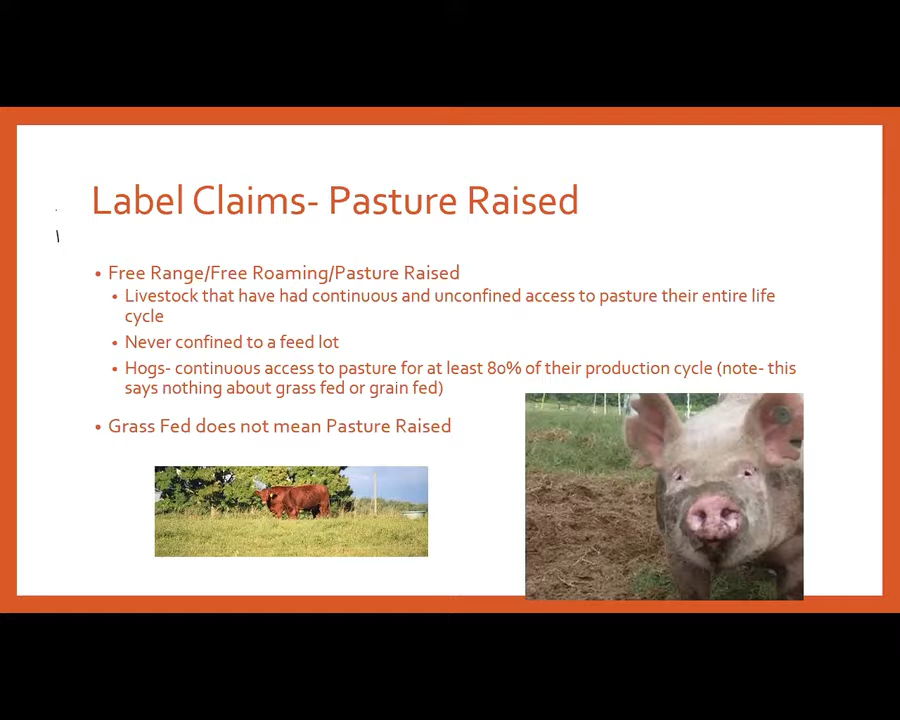 Label Claims- Pasture Raised
• Free Range/Free Roaming/Pasture Raised
• Livestock that have had continuous and unconfined access to pasture their entire life
cycle
• Never confined to a feed lot
• Hogs- continuous access to pasture for at least 80% of their production cycle (note- this
says nothing about grass fed or grain fed)
• Grass Fed does not mean Pasture Raised